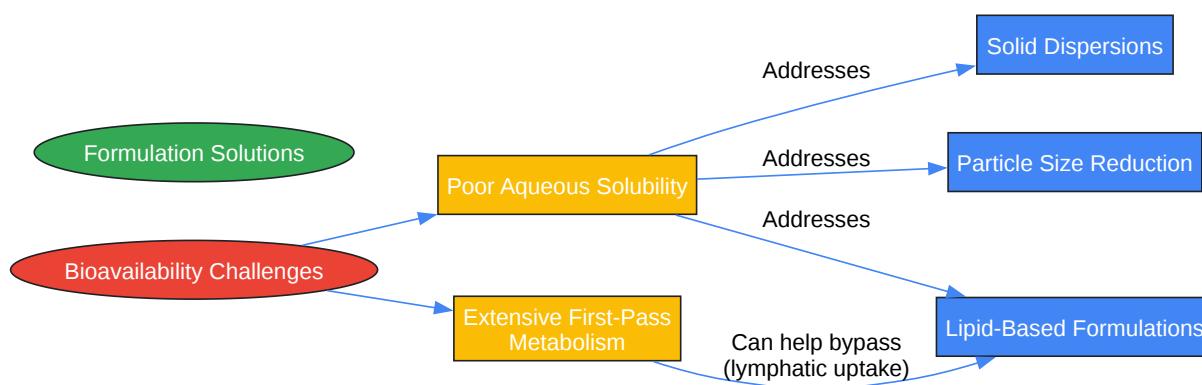 Solid Dispersions
Addresses
Formulation Solutions
Addresses
Particle Size Reduction
Poor Aqueous Solubility
Addresses
Bioavailability Challenges
Extensive First-Pass
Metabolism
Lipid-Based Formulations
Can help bypass
(lymphatic uptake)